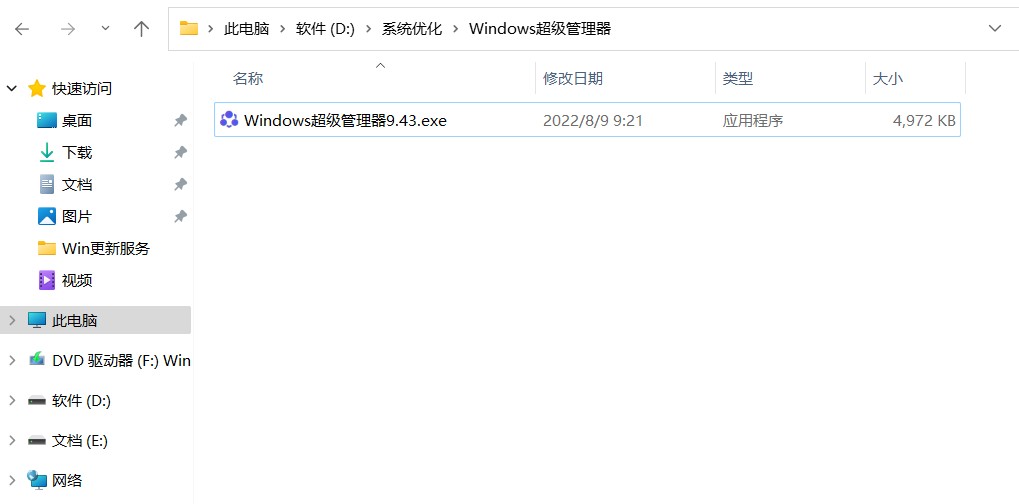 此电脑 软件 (D:) 系统优化 Windows超级管理器
名称 修改日期 类型 大小
Windows超级管理器9.43.exe 2022/8/9 9:21 应用程序 4,972 KB
快速访问
桌面
下载
文档
图片
Win更新服务
视频
此电脑
DVD 驱动器 (F:) Win
软件 (D:)
文档 (E:)
网络